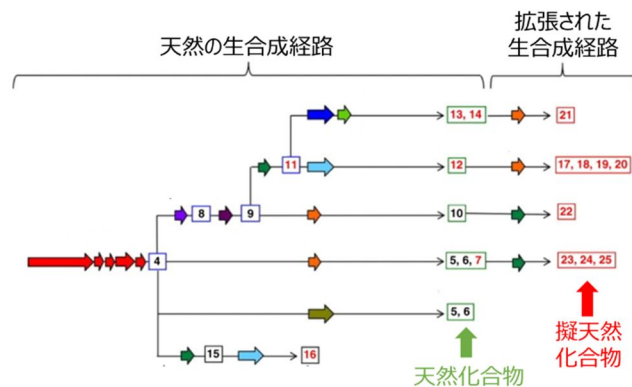 天然の生合成経路
拡張された
生合成経路
13, 14
21
11
12
17, 18, 19, 20
8
9
10
22
4
5, 6, 7
23, 24, 25
5, 6
15
16
天然化合物
擬天然
化合物